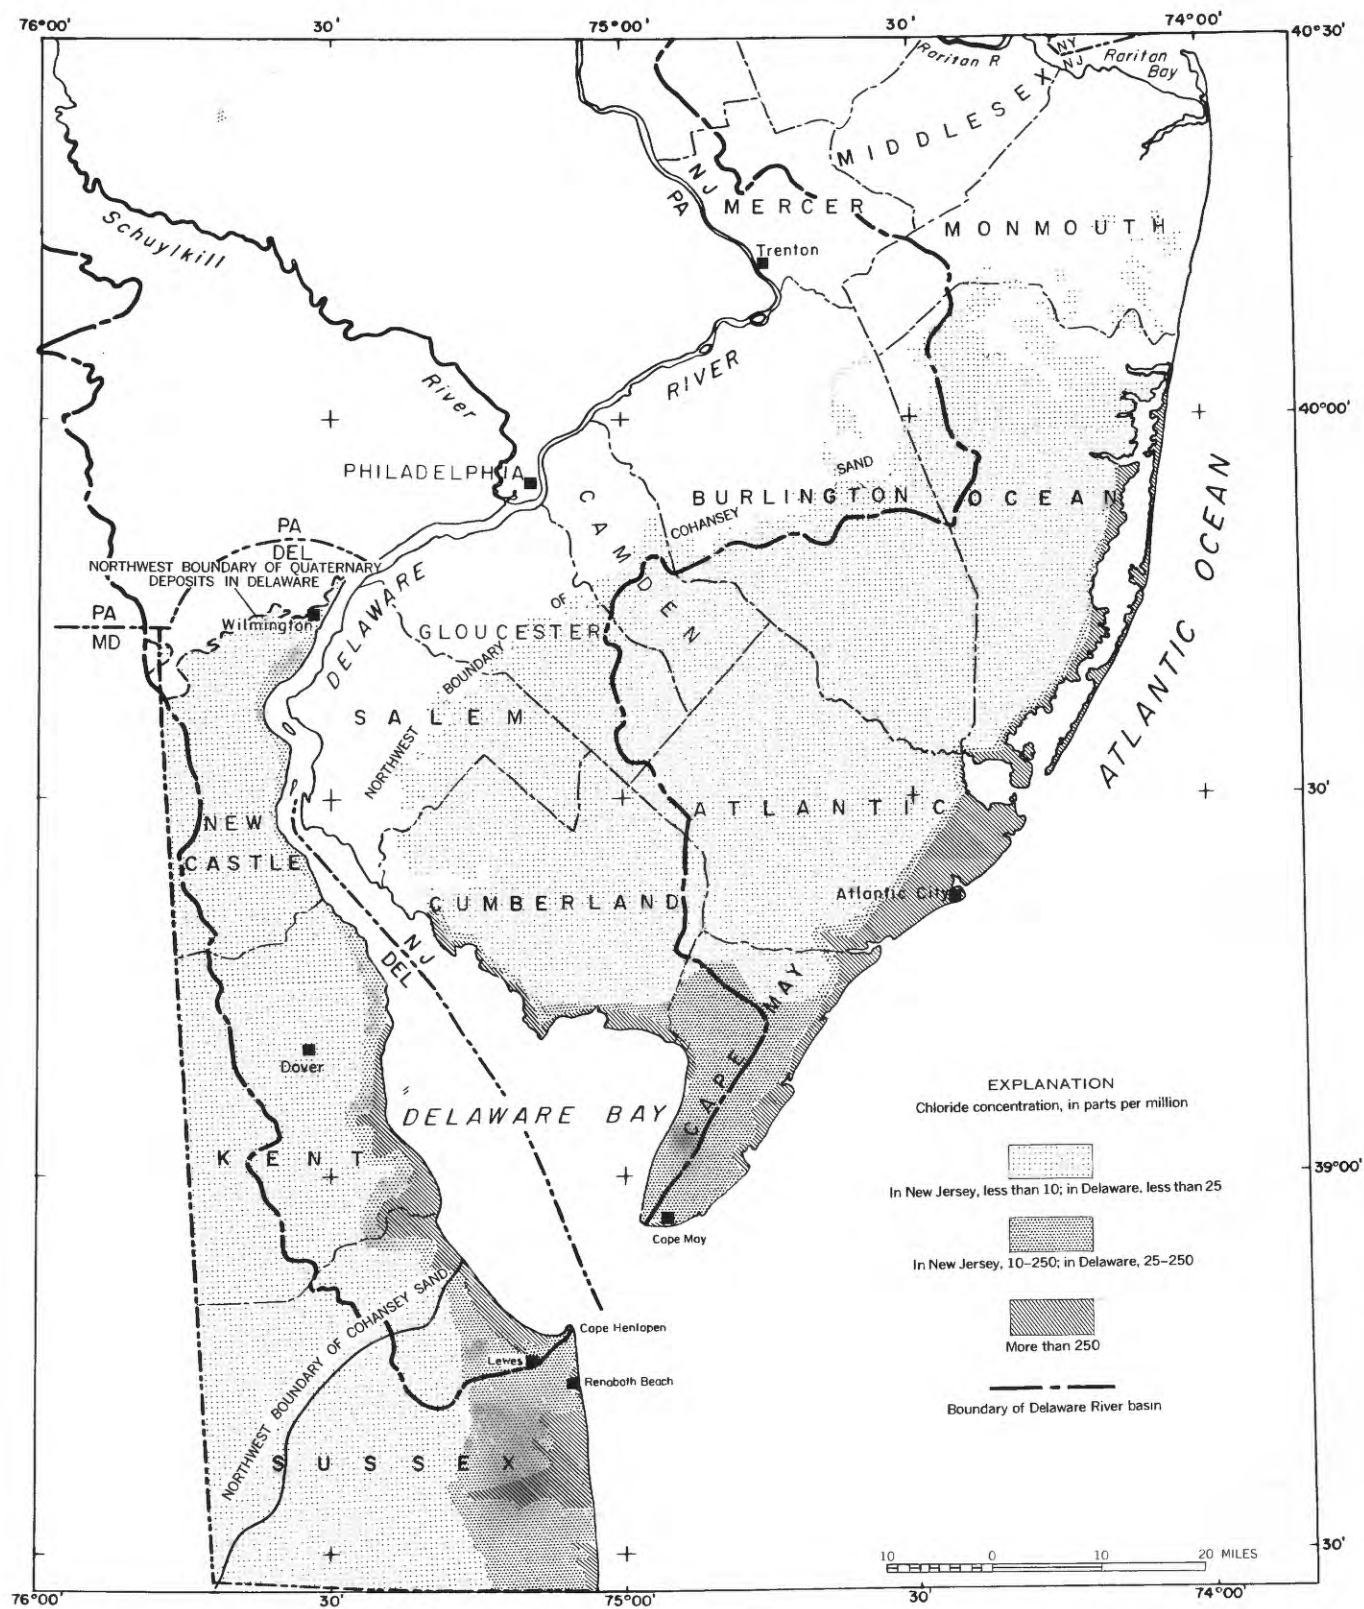 76°00'
30'
75°00'
30'
74°00'
40°30'
Raritan R
NY
NJ
Raritan
Bay
MIDDLESEX
NJ
PA
MERCER
MONMOUTH
Trenton
Schuylkill
River
RIVER
40°00'
PHILADELPHIA
SAND
BURLINGTON
OCEAN
COHANSEY
CAMDEN
PA
DEL
NORTHWEST BOUNDARY OF QUATERNARY
DEPOSITS IN DELAWARE
ATLANTIC OCEAN
DELAWARE
OF
PA
MD
Wilmington
GLOUCESTER
BOUNDARY
SALEM
NORTHWEST
30'
ATLANTIC
NEW
CASTLE
Atlantic City
CUMBERLAND
NJ
DEL
CAPE MAY
Dover
DELAWARE BAY
EXPLANATION
Chloride concentration, in parts per million
KENT
39°00'
In New Jersey, less than 10; in Delaware, less than 25
Cape May
In New Jersey, 10–250; in Delaware, 25–250
NORTHWEST BOUNDARY OF COHANSEY SAND
Cape Henlopen
More than 250
Lewes
Renoboth Beach
Boundary of Delaware River basin
SUSSEX
30'
10
0
10
20 MILES
76°00'
30'
75°00'
30'
74°00'